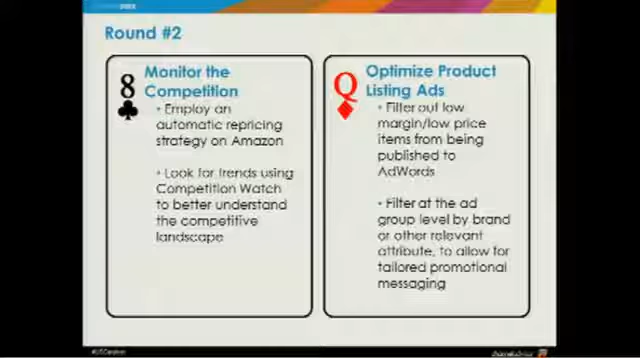 Round #2
8
Monitor the
Competition
• Employ an
automatic repricing
strategy on Amazon
• Look for trends using
Competition Watch
to better understand
the competitive
landscape
Q
Optimize Product
Listing Ads
• Filter out low
margin/low price
items from being
published to
AdWords
• Filter at the ad
group level by brand
or other relevant
attribute, to allow for
tailored promotional
messaging